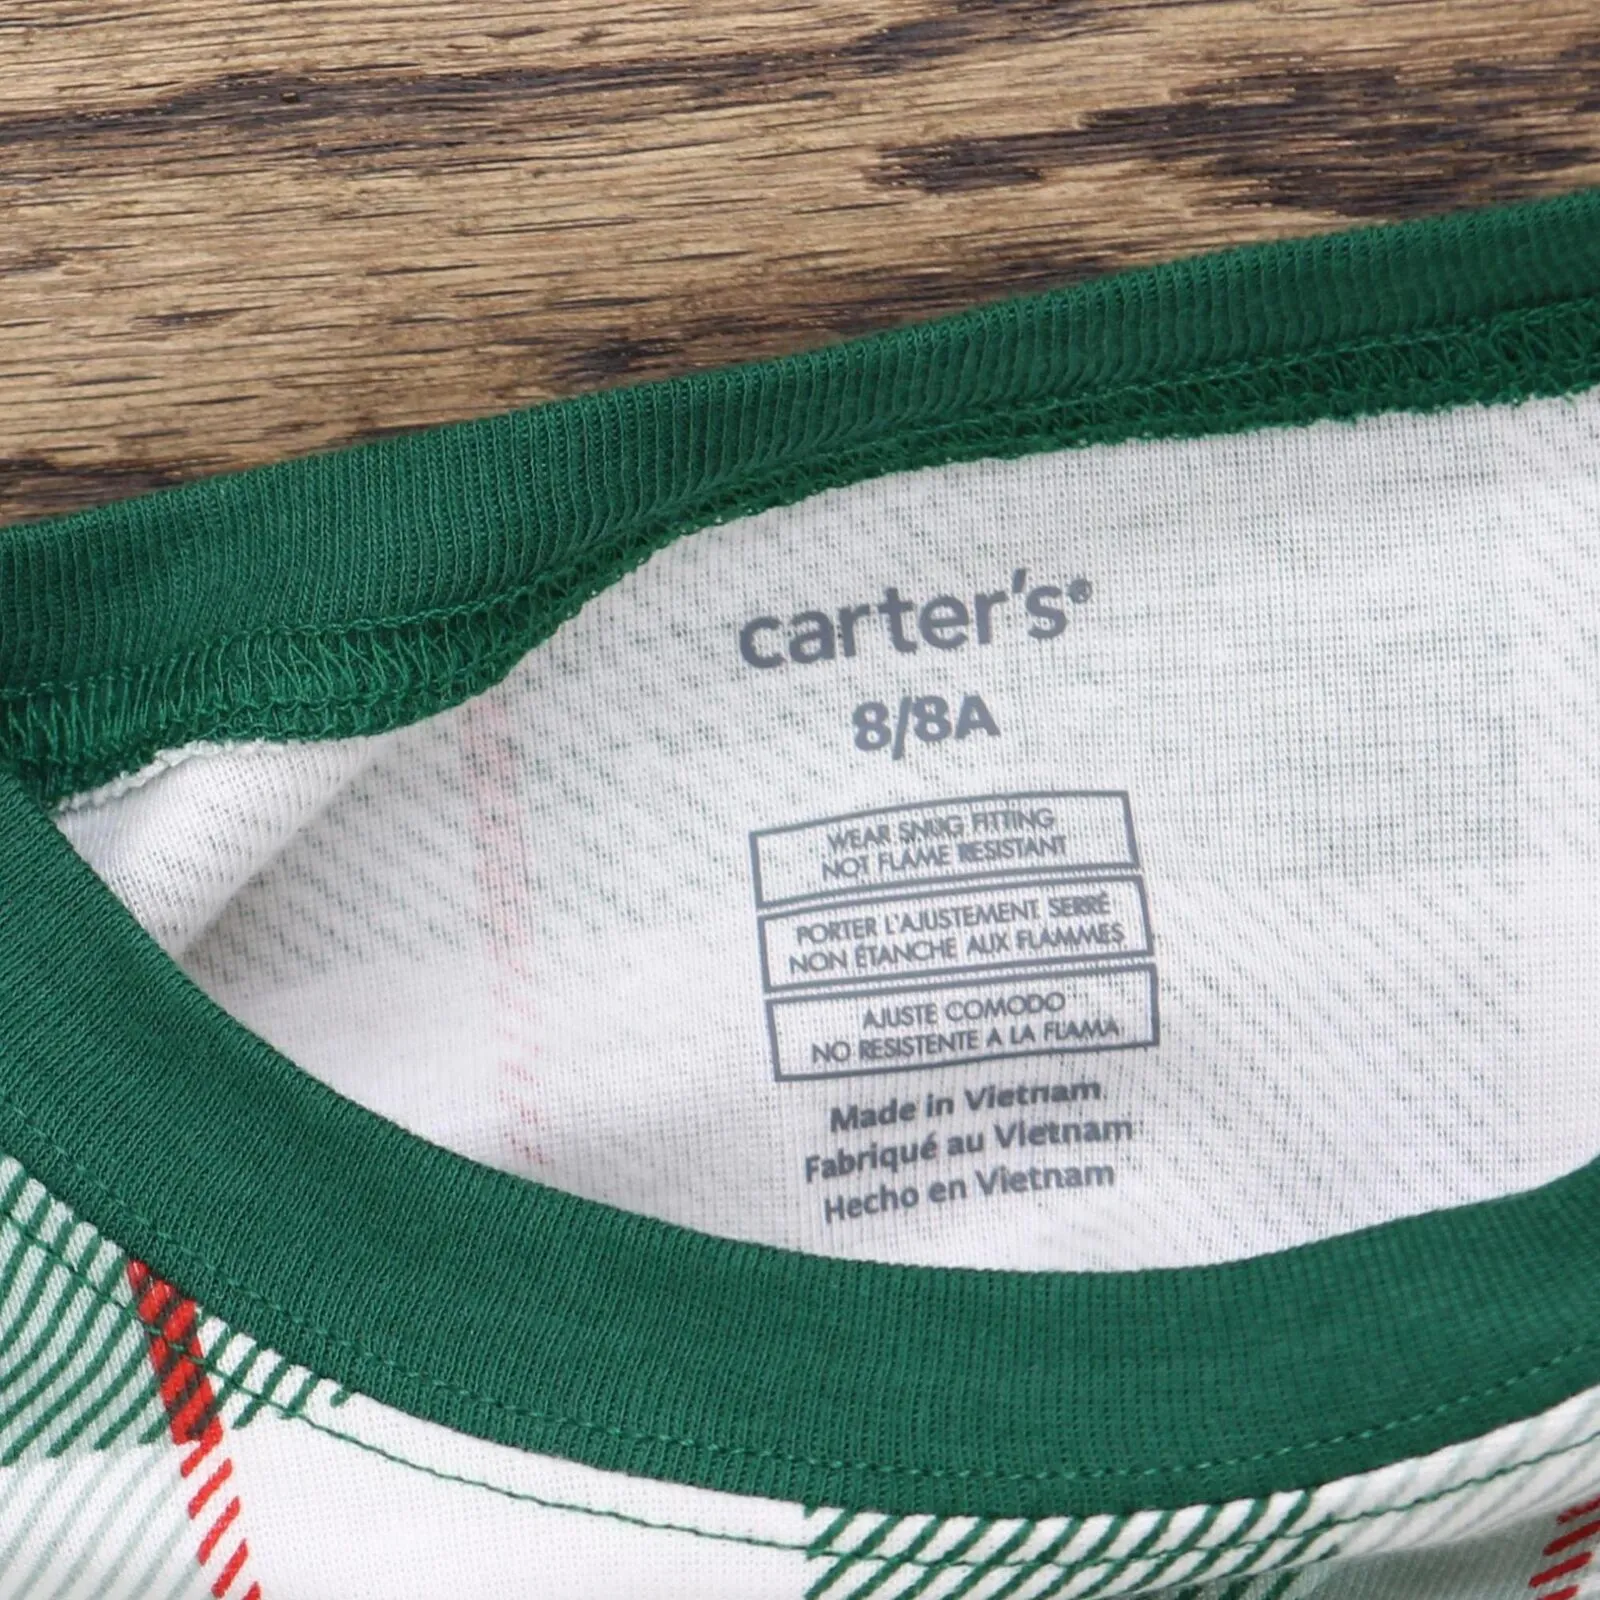 carter's®
8/8A
WEAR SNUG FITTING
NOT FLAME RESISTANT
PORTER L'AJUSTEMENT SERRÉ
NON ÉTANCHE AUX FLAMMES
AJUSTE COMODO
NO RESISTENTE A LA FLAMA
Made in Vietnam
Fabriqué au Vietnam
Hecho en Vietnam